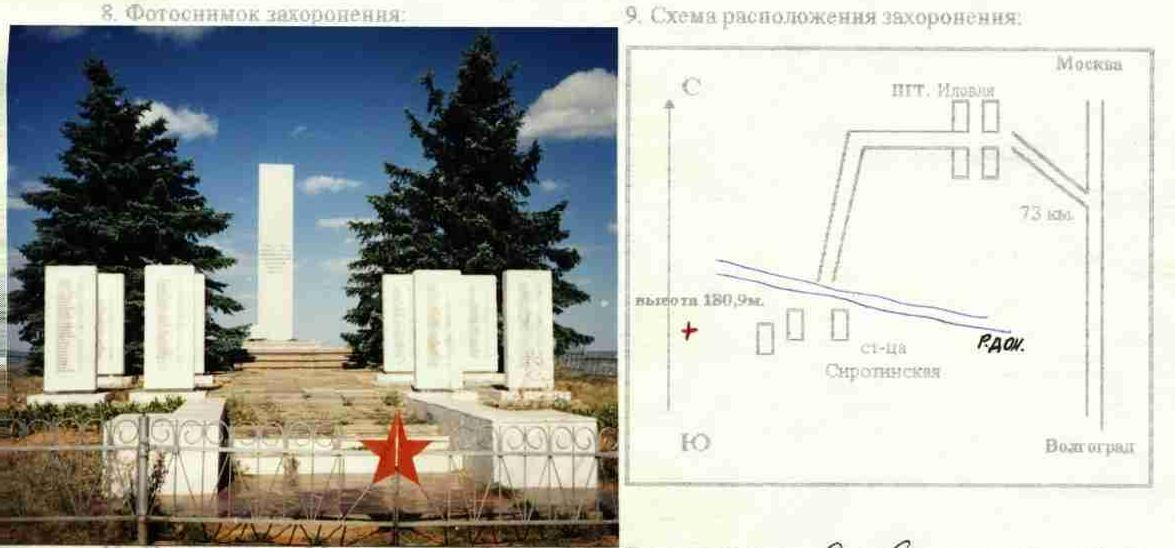 8. Фотоснимок захоронения:
9. Схема расположения захоронения:
Москва
С
ПГТ. Иловля
73 км.
высота 180,9м.
Р.ДОН.
ст-ца
Сиротинская
Ю
Волгоград